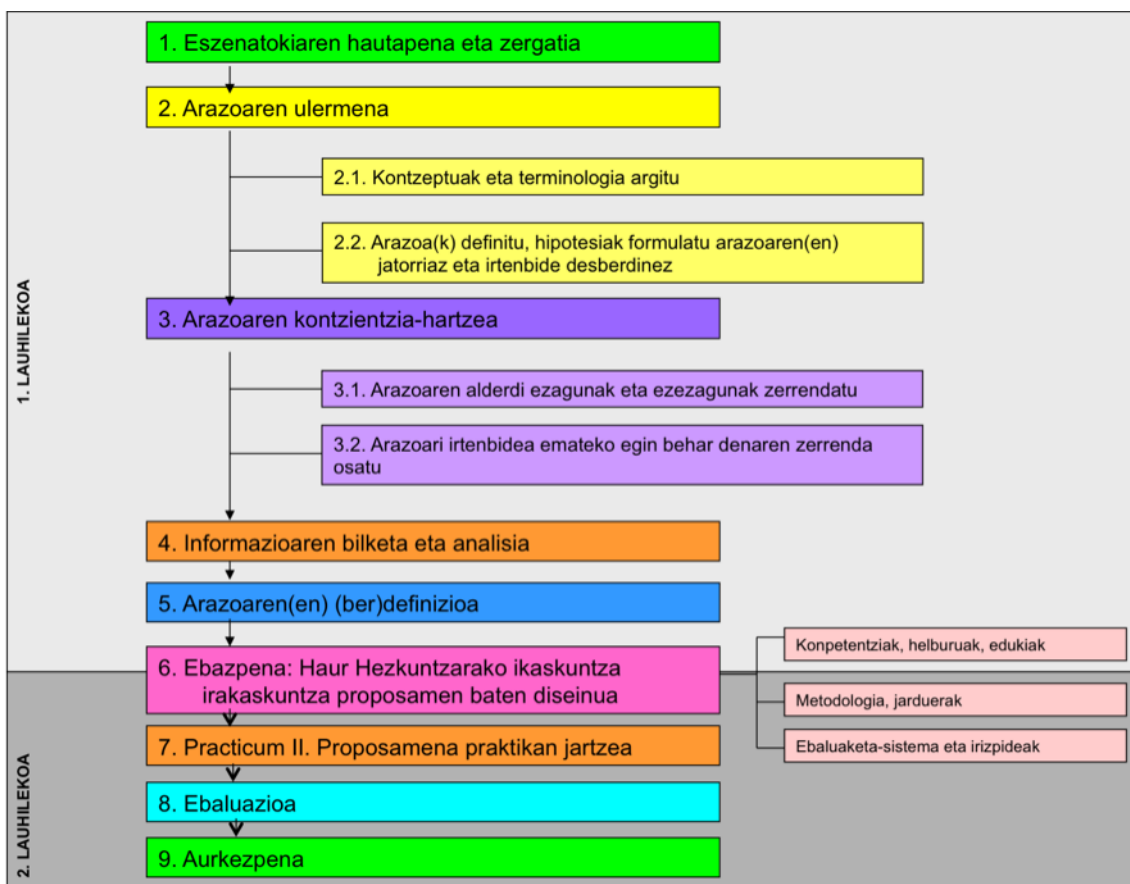 1. Eszenatokiaren hautapena eta zergatia
2. Arazoaren ulermena
2.1. Kontzeptuak eta terminologia argitu
2.2. Arazoa(k) definitu, hipotesiak formulatu arazoaren(en)
jatorriaz eta irtenbide desberdinez
3. Arazoaren kontzientzia-hartzea
3.1. Arazoaren alderdi ezagunak eta ezezagunak zerrendatu
3.2. Arazoari irtenbidea emateko egin behar denaren zerrenda
osatu
4. Informazioaren bilketa eta analisia
5. Arazoaren(en) (ber)definizioa
6. Ebazpena: Haur Hezkuntzarako ikaskuntza
irakaskuntza proposamen baten diseinua
Konpetentziak, helburuak, edukiak
Metodologia, jarduerak
Ebaluaketa-sistema eta irizpideak
7. Practicum II. Proposamena praktikan jartzea
8. Ebaluazioa
9. Aurkezpena
1. LAUHILEKOA
2. LAUHILEKOA